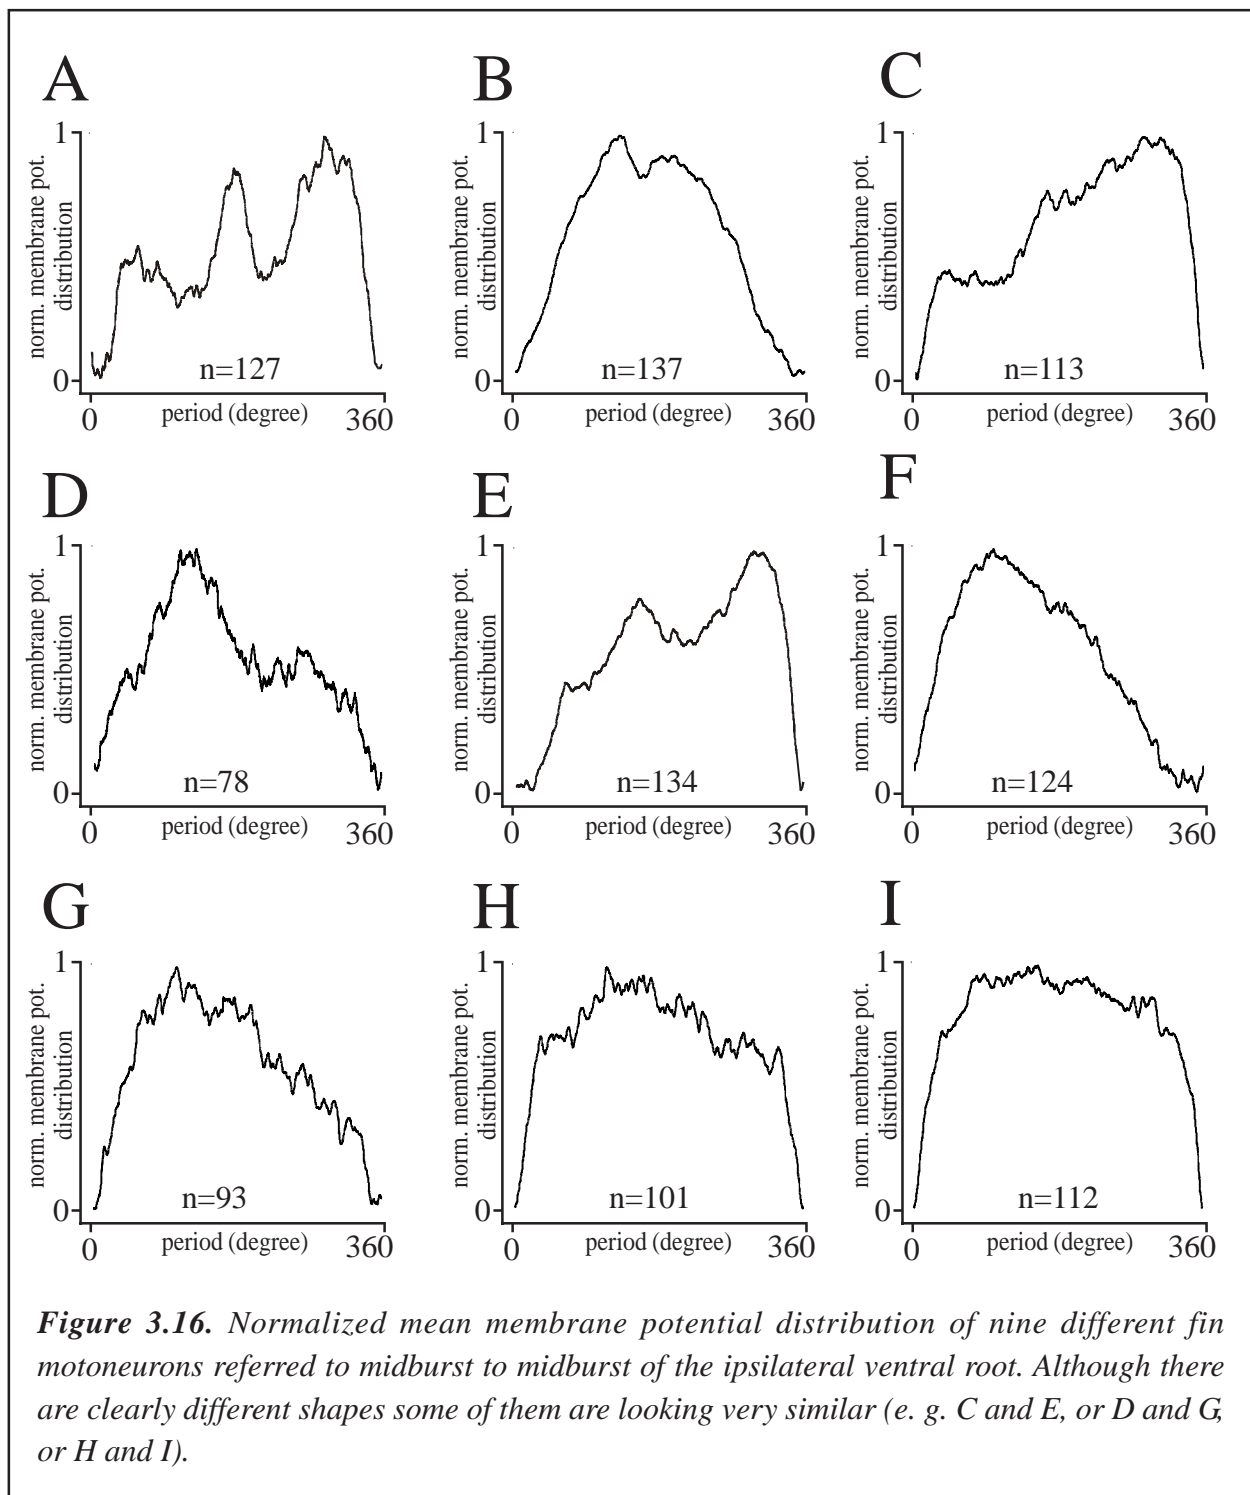 A
B
C
1
norm. membrane pot.
distribution
0
n=127
0
period (degree)
360
1
norm. membrane pot.
distribution
0
n=137
0
period (degree)
360
1
norm. membrane pot.
distribution
0
n=113
0
period (degree)
360
D
E
F
1
norm. membrane pot.
distribution
0
n=78
0
period (degree)
360
1
norm. membrane pot.
distribution
0
n=134
0
period (degree)
360
1
norm. membrane pot.
distribution
0
n=124
0
period (degree)
360
G
H
I
1
norm. membrane pot.
distribution
0
n=93
0
period (degree)
360
1
norm. membrane pot.
distribution
0
n=101
0
period (degree)
360
1
norm. membrane pot.
distribution
0
n=112
0
period (degree)
360
Figure 3.16. Normalized mean membrane potential distribution of nine different fin
motoneurons referred to midburst to midburst of the ipsilateral ventral root. Although there
are clearly different shapes some of them are looking very similar (e. g. C and E, or D and G,
or H and I).